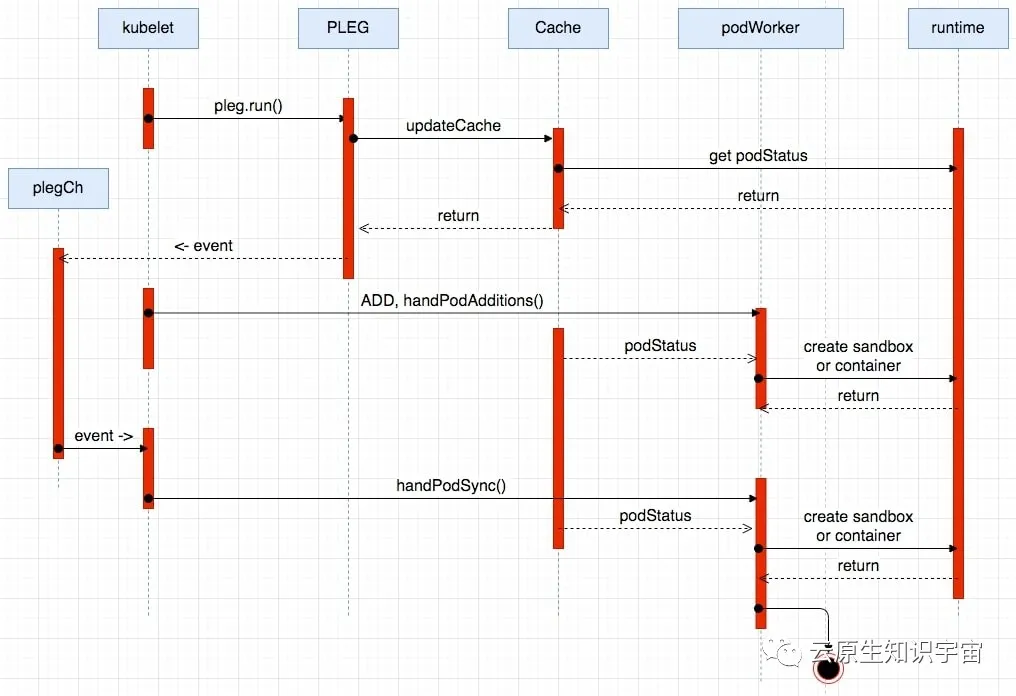 kubelet
PLEG
Cache
podWorker
runtime
pleg.run()
updateCache
get podStatus
plegCh
return
return
<- event
ADD, handPodAdditions()
podStatus
create sandbox
or container
return
event ->
handPodSync()
podStatus
create sandbox
or container
return
云原生知识宇宙